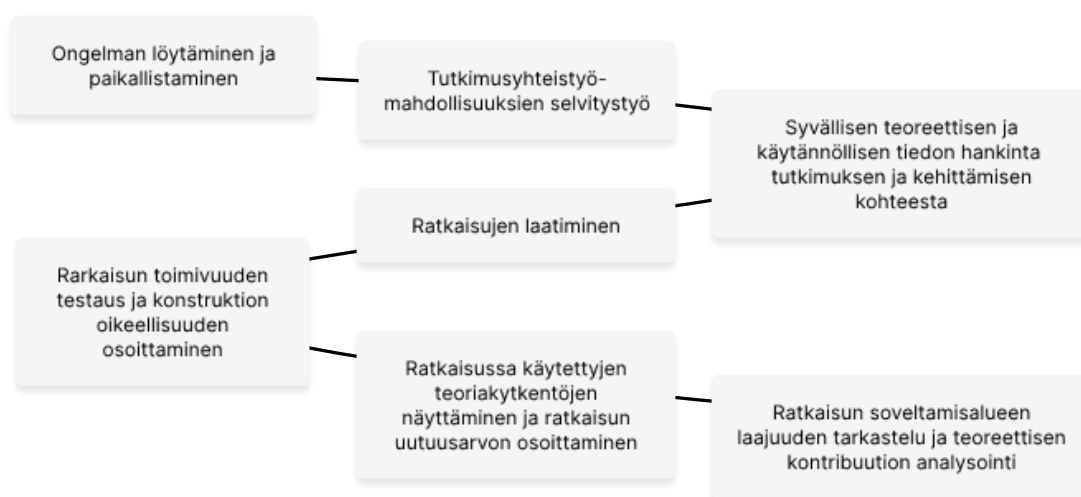 Ongelman löytäminen ja
paikallistaminen
Tutkimusyhteistyö-
mahdollisuuksien selvitystyö
Syvällisen teoreettisen ja
käytännöllisen tiedon hankinta
tutkimuksen ja kehittämisen
kohteesta
Ratkaisujen laatiminen
Rarkaisun toimivuuden
testaus ja konstruktion
oikeellisuuden
osoittaminen
Ratkaisussa käytettyjen
teoriakytkentöjen
näyttäminen ja ratkaisun
uutuusarvon osoittaminen
Ratkaisun soveltamisalueen
laajuuden tarkastelu ja teoreettisen
kontribuution analysointi